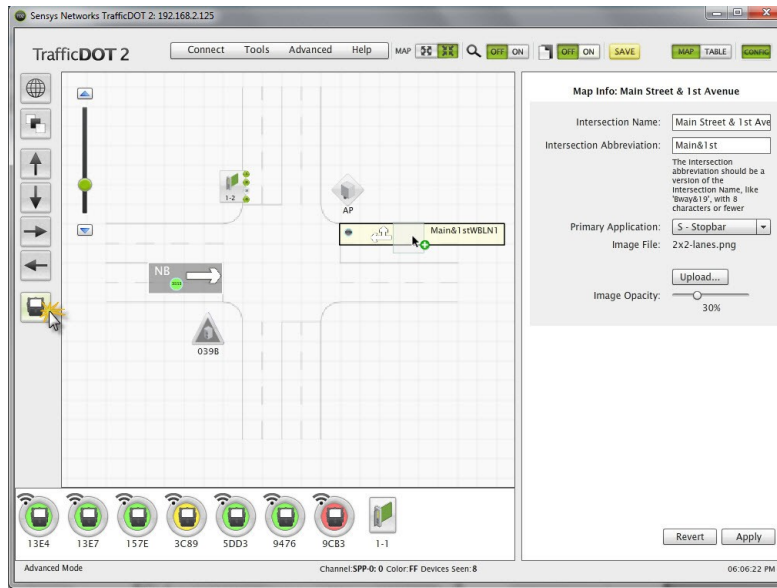 Sensys Networks TrafficDOT 2: 192.168.2.125
TrafficDOT 2
Connect Tools Advanced Help
MAP
OFF ON
OFF ON
SAVE
MAP TABLE
CONFIG
1-2
AP
Main&1stWBLN1
NB
039B
Map Info: Main Street & 1st Avenue
Intersection Name: Main Street & 1st Ave
Intersection Abbreviation: Main&1st
The Intersection
abbreviation should be a
version of the
Intersection Name, like
'8way&19', with 8
characters or fewer
Primary Application: S - Stopbar
Image File: 2x2-lanes.png
Upload...
Image Opacity:
30%
13E4 13E7 157E 3C89 5DD3 9476 9CB3 1-1
Revert Apply
Advanced Mode
Channel:SPP-0: 0 Color:FF Devices Seen: 8
06:06:22 PM